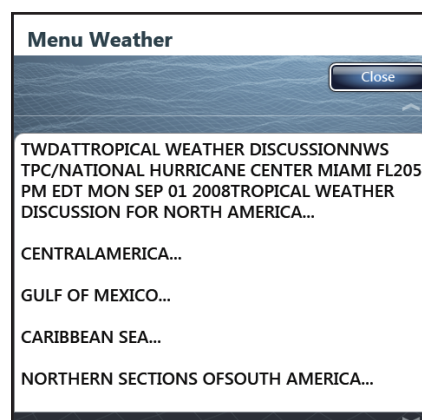 Menu Weather
Close
TWDATTROPICAL WEATHER DISCUSSIONNWS
TPC/NATIONAL HURRICANE CENTER MIAMI FL205
PM EDT MON SEP 01 2008TROPICAL WEATHER
DISCUSSION FOR NORTH AMERICA...
CENTRALAMERICA...
GULF OF MEXICO...
CARIBBEAN SEA...
NORTHERN SECTIONS OFSOUTH AMERICA...